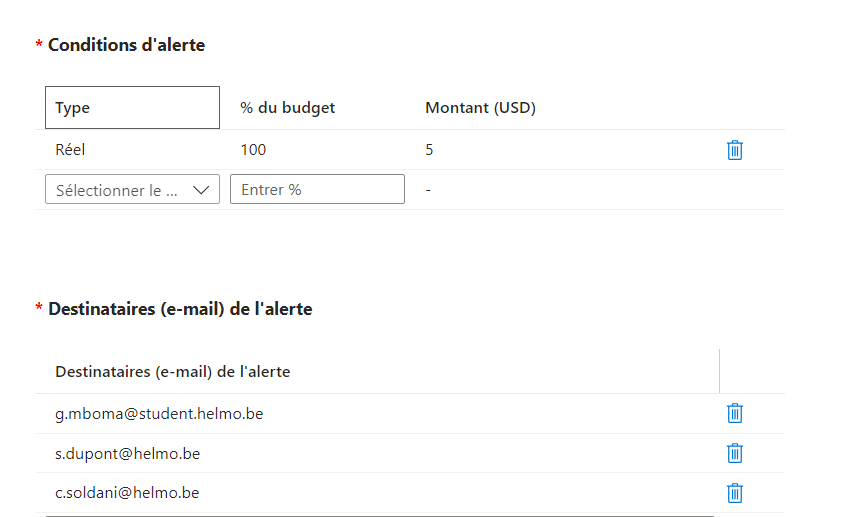 * Conditions d'alerte
Type % du budget Montant (USD)
Réel 100 5
Sélectionner le ... Entrer % -
* Destinataires (e-mail) de l'alerte
Destinataires (e-mail) de l'alerte
g.mboma@student.helmo.be
s.dupont@helmo.be
c.soldani@helmo.be